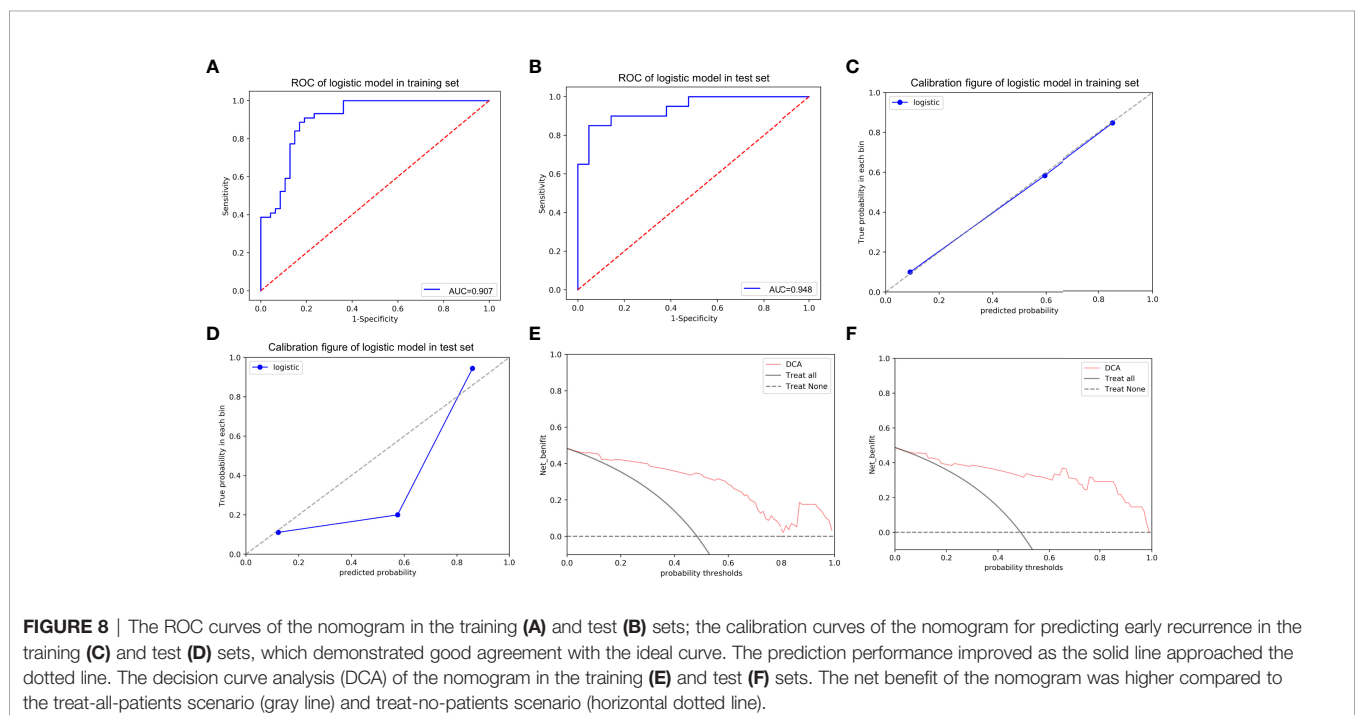 A
ROC of logistic model in training set
1.0
0.8
0.6
0.4
0.2
0.0
Sensitivity
AUC=0.907
0.0 0.2 0.4 0.6 0.8 1.0
1-Specificity
B
ROC of logistic model in test set
1.0
0.8
0.6
0.4
0.2
0.0
Sensitivity
AUC=0.948
0.0 0.2 0.4 0.6 0.8 1.0
1-Specificity
C
Calibration figure of logistic model in training set
logistic
1.0
0.8
0.6
0.4
0.2
0.0
True probability in each bin
0.0 0.2 0.4 0.6 0.8 1.0
predicted probability
D
Calibration figure of logistic model in test set
logistic
1.0
0.8
0.6
0.4
0.2
0.0
True probability in each bin
0.0 0.2 0.4 0.6 0.8 1.0
predicted probability
E
DCA
Treat all
Treat None
1.0
0.8
0.6
0.4
0.2
0.0
Net_benifit
0.0 0.2 0.4 0.6 0.8 1.0
probability thresholds
F
DCA
Treat all
Treat None
1.0
0.8
0.6
0.4
0.2
0.0
Net_benifit
0.0 0.2 0.4 0.6 0.8 1.0
probability thresholds
FIGURE 8 | The ROC curves of the nomogram in the training (A) and test (B) sets; the calibration curves of the nomogram for predicting early recurrence in the
training (C) and test (D) sets, which demonstrated good agreement with the ideal curve. The prediction performance improved as the solid line approached the
dotted line. The decision curve analysis (DCA) of the nomogram in the training (E) and test (F) sets. The net benefit of the nomogram was higher compared to
the treat-all-patients scenario (gray line) and treat-no-patients scenario (horizontal dotted line).